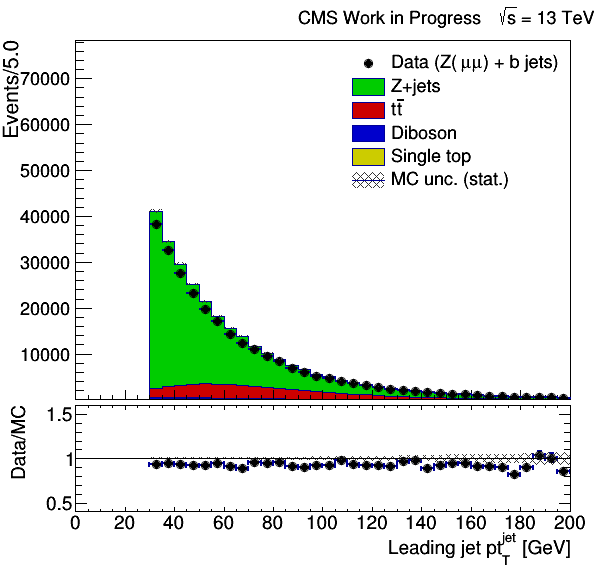 CMS Work in Progress √s = 13 TeV
Events/5.0
70000
60000
50000
40000
30000
20000
10000
Data (Z(μμ) + b jets)
Z+jets
tt̄
Diboson
Single top
MC unc. (stat.)
Data/MC
1.5
1
0.5
0 20 40 60 80 100 120 140 160 180 200
Leading jet pt_T^jet [GeV]